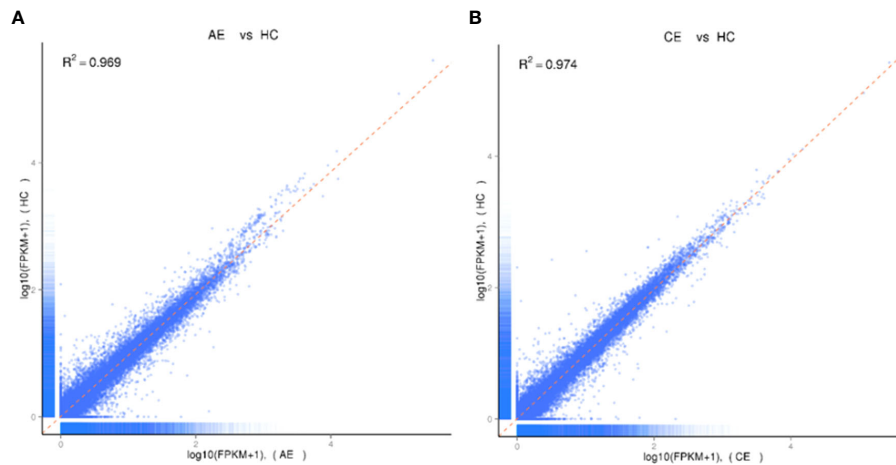 A
AE vs HC
R2 = 0.969
log10(FPKM+1), ( HC )
4
2
0
0
2
4
log10(FPKM+1), ( AE )
B
CE vs HC
R2 = 0.974
log10(FPKM+1), ( HC )
4
2
0
0
2
4
log10(FPKM+1), ( CE )